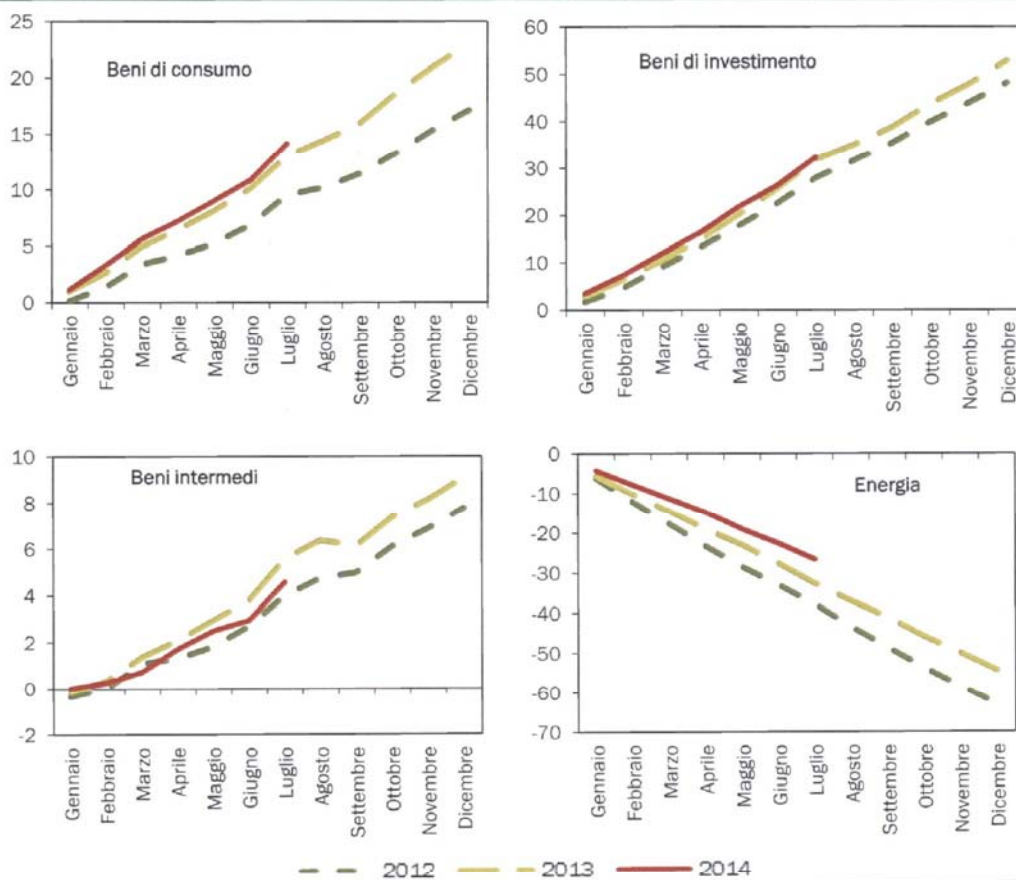 25
20
15
10
5
0
Beni di consumo
Gennaio
Febbraio
Marzo
Aprile
Maggio
Giugno
Luglio
Agosto
Settembre
Ottobre
Novembre
Dicembre
60
50
40
30
20
10
0
Beni di investimento
Gennaio
Febbraio
Marzo
Aprile
Maggio
Giugno
Luglio
Agosto
Settembre
Ottobre
Novembre
Dicembre
10
8
6
4
2
0
-2
Beni intermedi
Gennaio
Febbraio
Marzo
Aprile
Maggio
Giugno
Luglio
Agosto
Settembre
Ottobre
Novembre
Dicembre
0
-10
-20
-30
-40
-50
-60
-70
Energia
Gennaio
Febbraio
Marzo
Aprile
Maggio
Giugno
Luglio
Agosto
Settembre
Ottobre
Novembre
Dicembre
2012 2013 2014